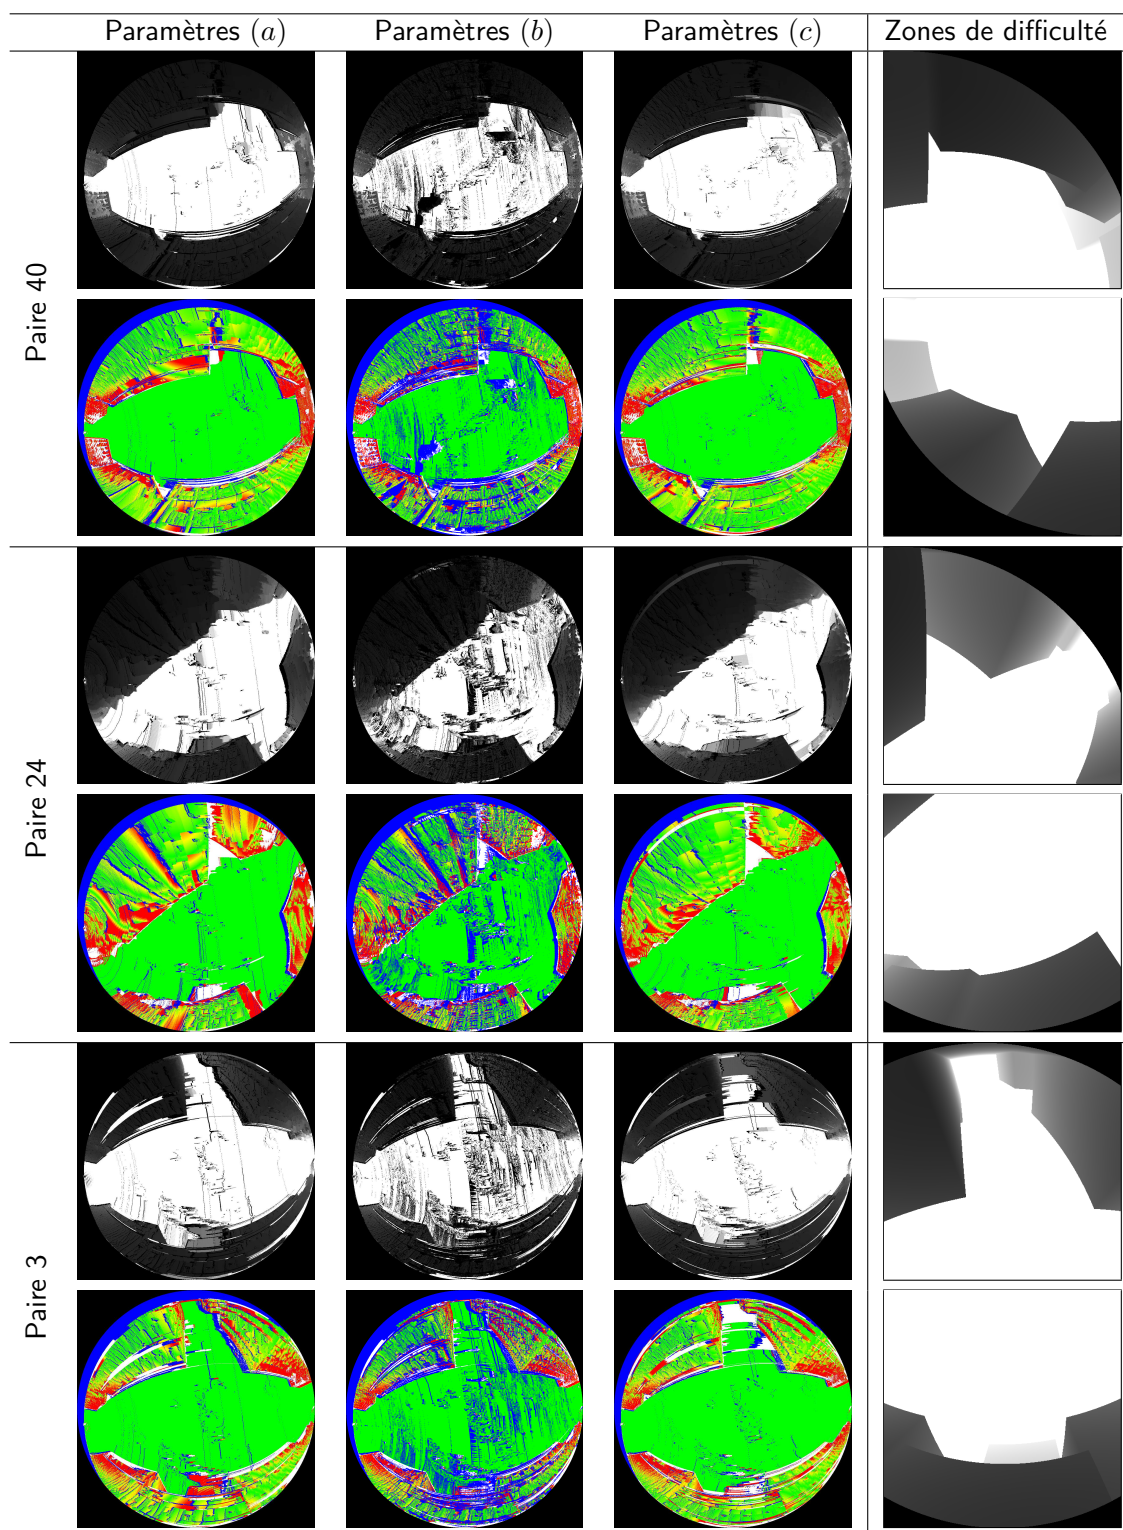 Paramètres (a) Paramètres (b) Paramètres (c) Zones de difficulté
Paire 40
Paire 24
Paire 3